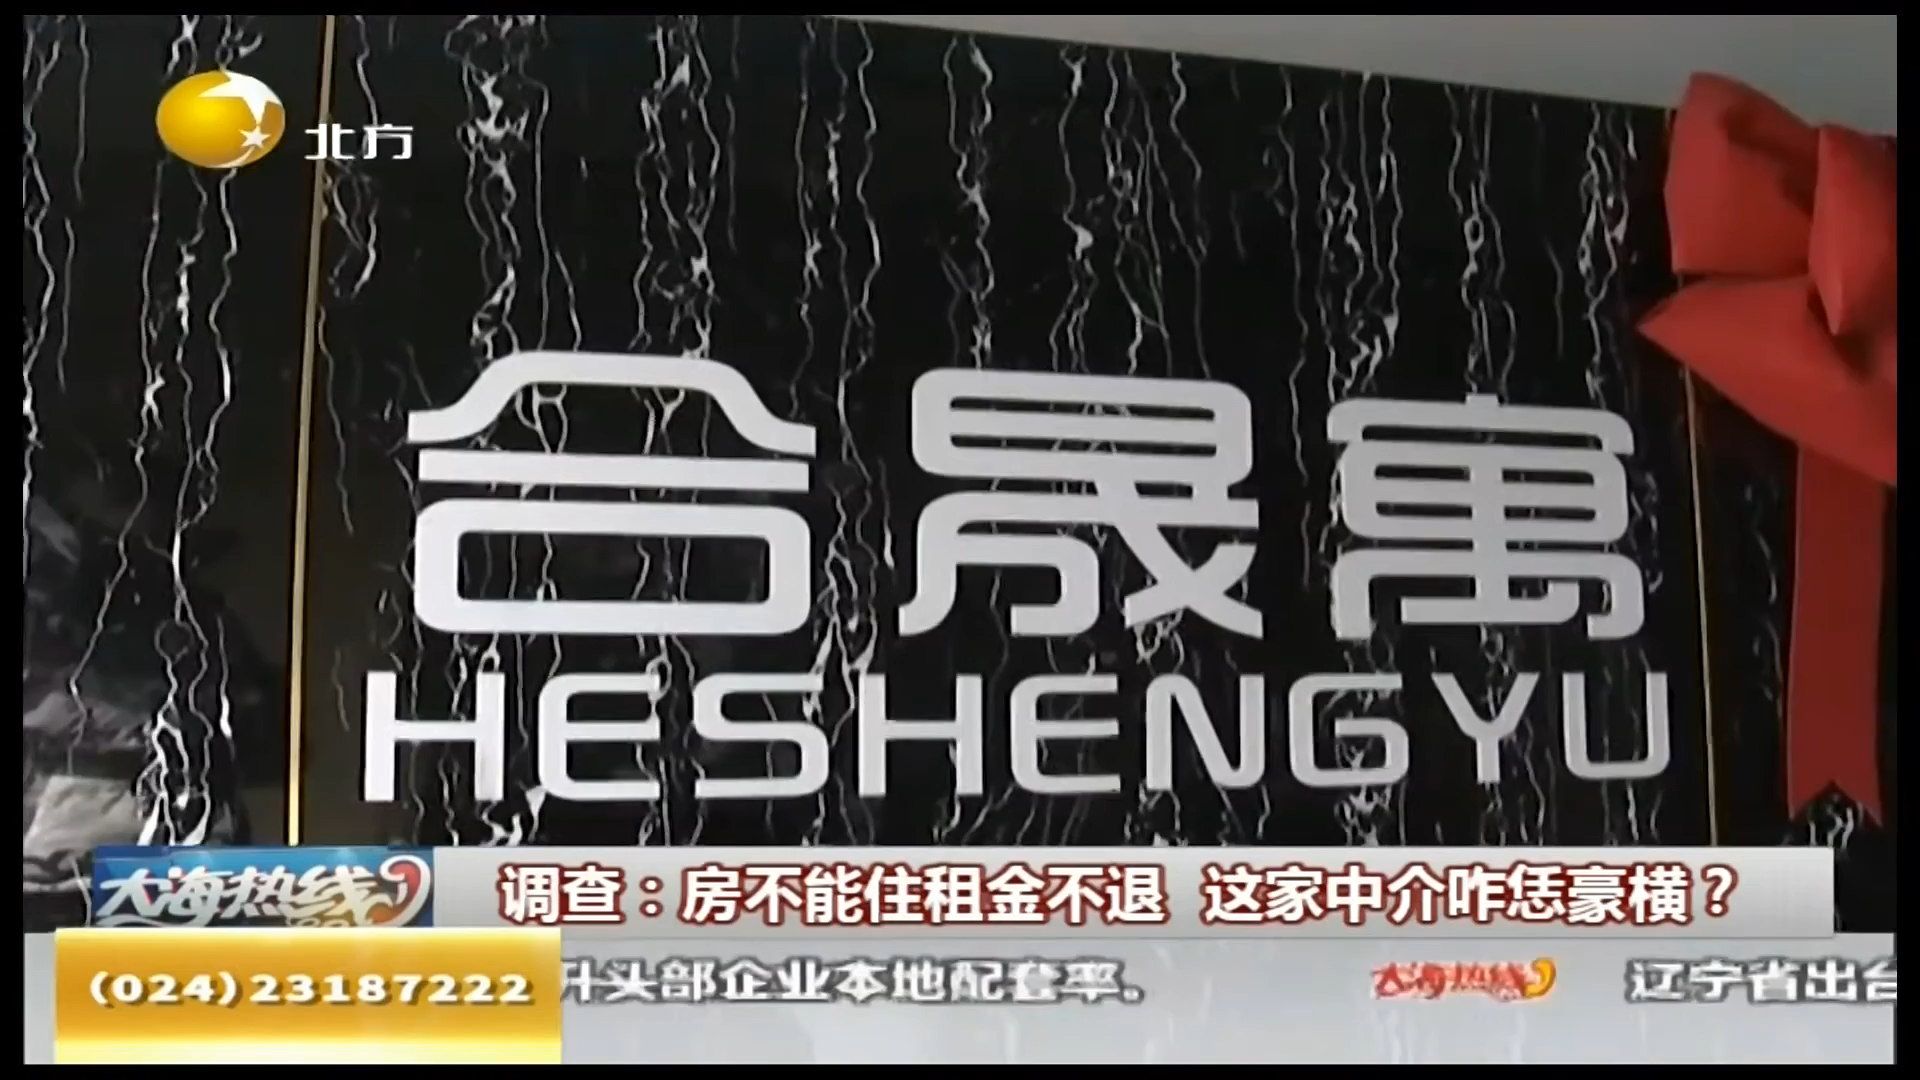 北方
合晟寓
HESHENGYU
大海热线
调查：房不能住租金不退 这家中介咋恁豪横？
(024)23187222
升头部企业本地配套率。 大海热线 辽宁省出台